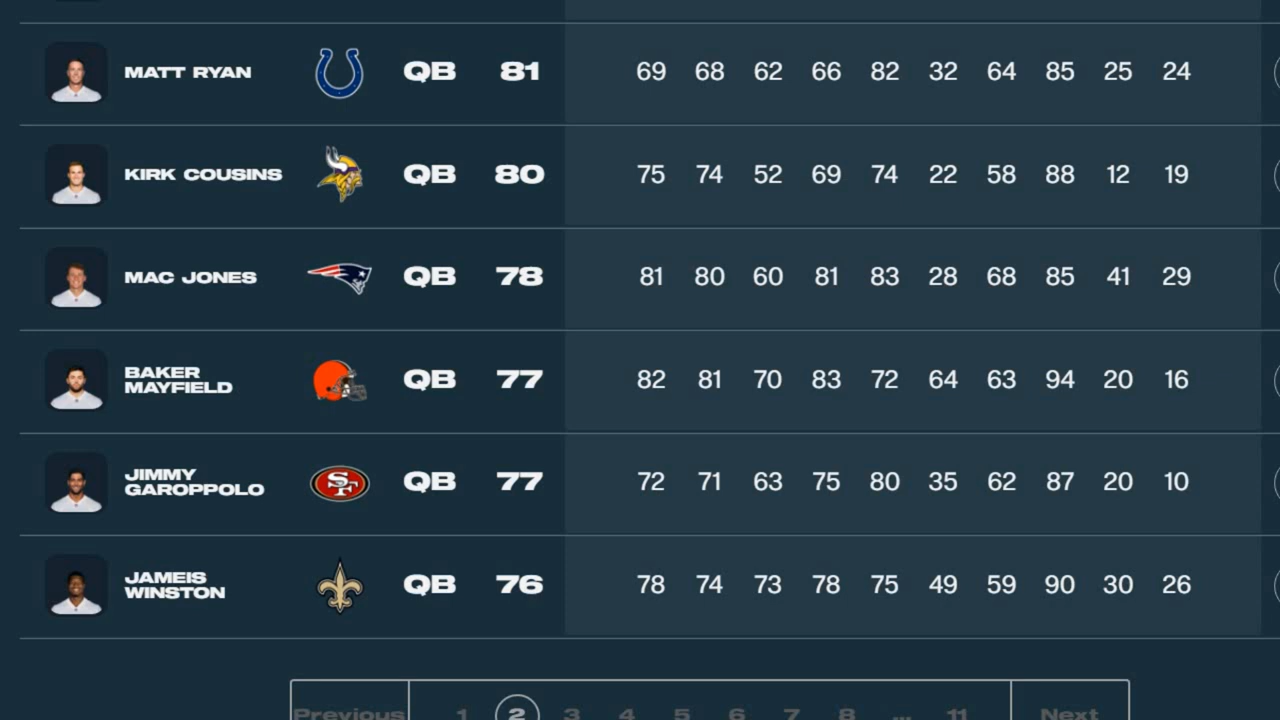 MATT RYAN QB 81 69 68 62 66 82 32 64 85 25 24
KIRK COUSINS QB 80 75 74 52 69 74 22 58 88 12 19
MAC JONES QB 78 81 80 60 81 83 28 68 85 41 29
BAKER
MAYFIELD QB 77 82 81 70 83 72 64 63 94 20 16
JIMMY
GAROPPOLO SF QB 77 72 71 63 75 80 35 62 87 20 10
JAMEIS
WINSTON QB 76 78 74 73 78 75 49 59 90 30 26
Previous 1 2 3 4 5 6 7 8 ... 11 Next